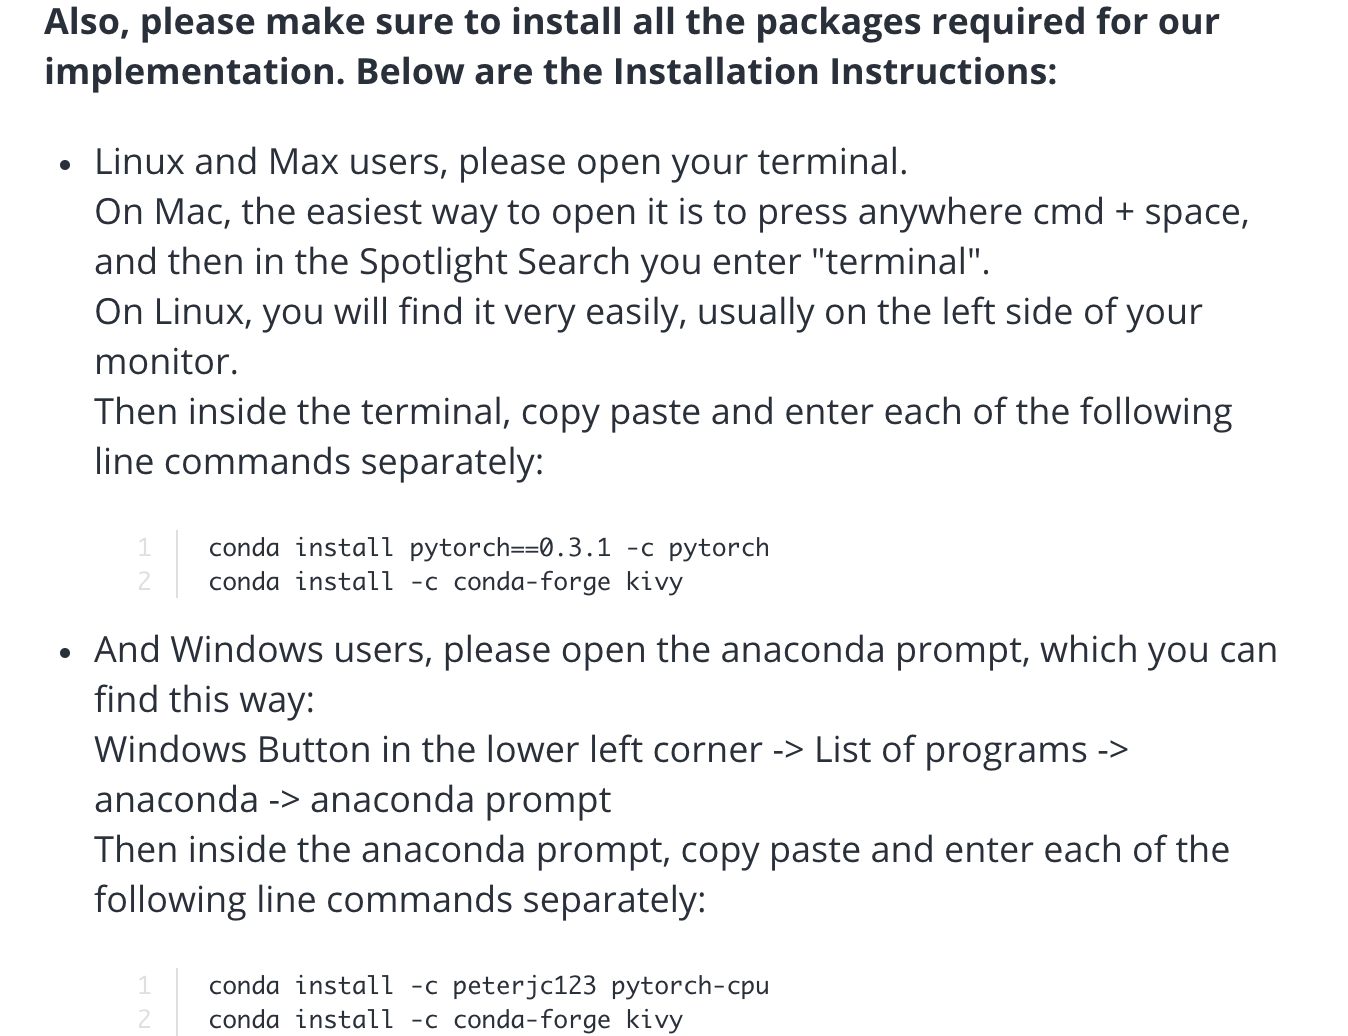 Also, please make sure to install all the packages required for our
implementation. Below are the Installation Instructions:
• Linux and Max users, please open your terminal.
On Mac, the easiest way to open it is to press anywhere cmd + space,
and then in the Spotlight Search you enter "terminal".
On Linux, you will find it very easily, usually on the left side of your
monitor.
Then inside the terminal, copy paste and enter each of the following
line commands separately:
1 conda install pytorch==0.3.1 -c pytorch
2 conda install -c conda-forge kivy
• And Windows users, please open the anaconda prompt, which you can
find this way:
Windows Button in the lower left corner -> List of programs ->
anaconda -> anaconda prompt
Then inside the anaconda prompt, copy paste and enter each of the
following line commands separately:
1 conda install -c peterjc123 pytorch-cpu
2 conda install -c conda-forge kivy